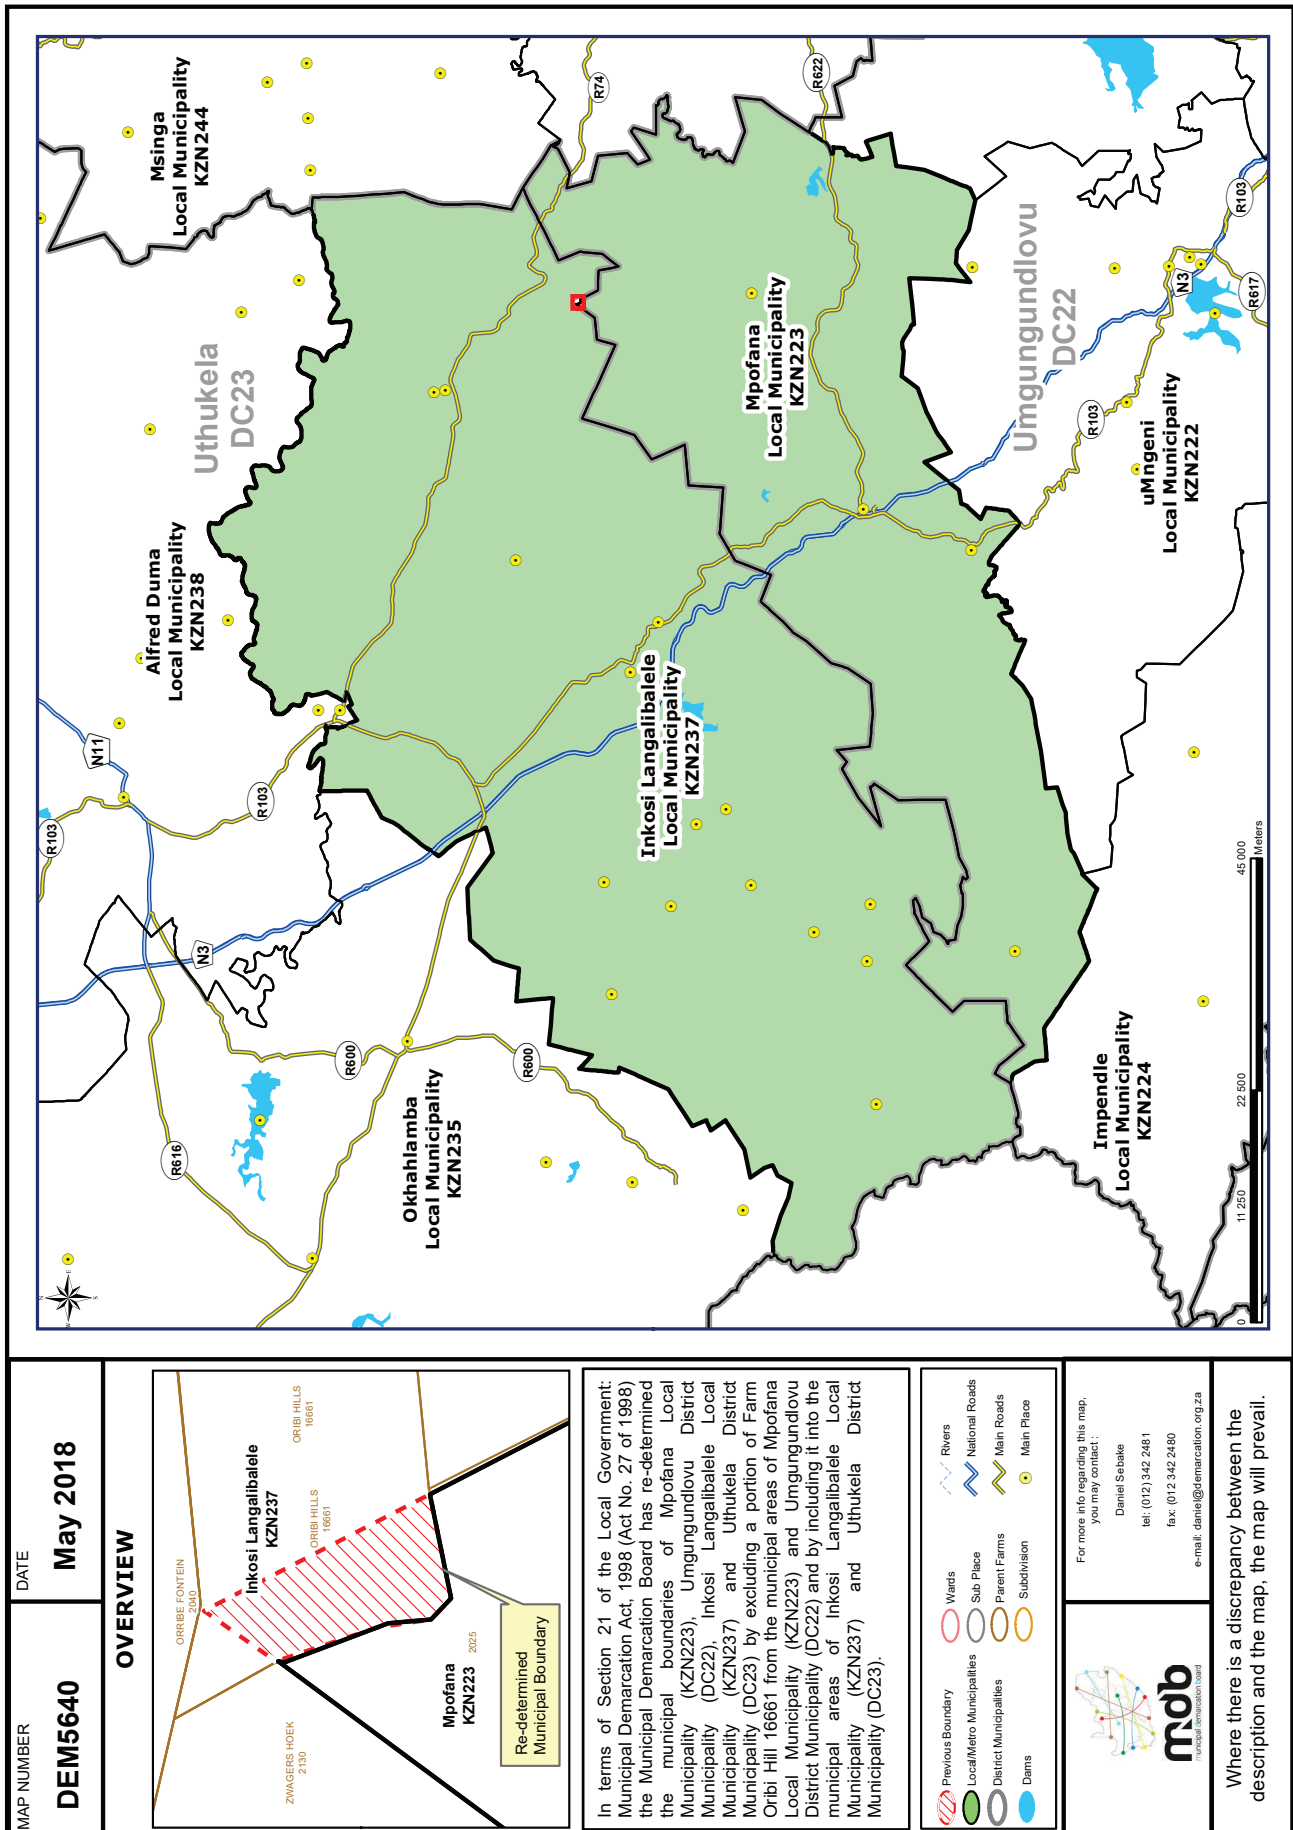 MAP NUMBER
DEM5640
DATE
May 2018
OVERVIEW
ORRIBE FONTEIN
2040
Inkosi Langalibalele
KZN237
ORIBI HILLS
16661
ORIBI HILLS
16661
ZWAGERS HOEK
2130
Mpofana
KZN223
2025
Re-determined
Municipal Boundary
In terms of Section 21 of the Local Government:
Municipal Demarcation Act, 1998 (Act No. 27 of 1998)
the Municipal Demarcation Board has re-determined
the municipal boundaries of Mpofana Local
Municipality (KZN223), Umgungundlovu District
Municipality (DC22), Inkosi Langalibalele Local
Municipality (KZN237) and Uthukela District
Municipality (DC23) by excluding a portion of Farm
Oribi Hill 16661 from the municipal areas of Mpofana
Local Municipality (KZN223) and Umgungundlovu
District Municipality (DC22) and by including it into the
municipal areas of Inkosi Langalibalele Local
Municipality (KZN237) and Uthukela District
Municipality (DC23).
Previous Boundary
Local/Metro Municipalities
District Municipalities
Dams
Wards
Sub Place
Parent Farms
Subdivision
Rivers
National Roads
Main Roads
Main Place
mdb
municipal demarcation board
For more info regarding this map,
you may contact :
Daniel Sebake
tel: (012) 342 2481
fax: (012 342 2480
e-mail: daniel@demarcation.org.za
Where there is a discrepancy between the
description and the map, the map will prevail.
N
E
S
W
R103
N11
R103
N3
R616
R600
R600
Okhahlamba
Local Municipality
KZN235
Alfred Duma
Local Municipality
KZN238
Uthukela
DC23
Msinga
Local Municipality
KZN244
R74
R622
Inkosi Langalibalele
Local Municipality
KZN237
Mpofana
Local Municipality
KZN223
Umgungundlovu
DC22
R103
N3
R103
R617
uMngeni
Local Municipality
KZN222
Impendle
Local Municipality
KZN224
0
11 250
22 500
45 000
Meters